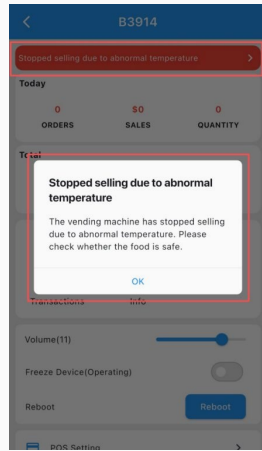 B3914
Stopped selling due to abnormal temperature
Today
0 $0 0
ORDERS SALES QUANTITY
Total
Stopped selling due to abnormal
temperature
The vending machine has stopped selling
due to abnormal temperature. Please
check whether the food is safe.
OK
Transactions Info
Volume(11)
Freeze Device(Operating)
Reboot Reboot
POS Setting